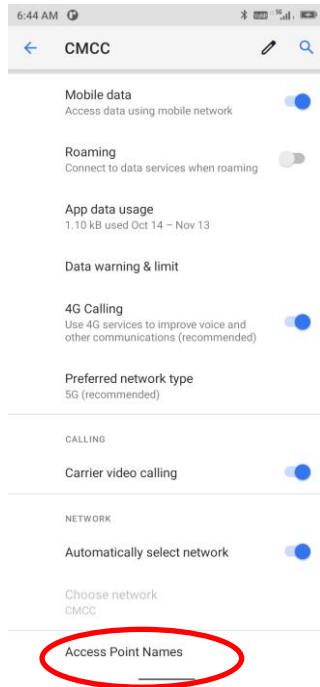 6:44 AM
CMCC
Mobile data
Access data using mobile network
Roaming
Connect to data services when roaming
App data usage
1.10 kB used Oct 14 – Nov 13
Data warning & limit
4G Calling
Use 4G services to improve voice and
other communications (recommended)
Preferred network type
5G (recommended)
CALLING
Carrier video calling
NETWORK
Automatically select network
Choose network
CMCC
Access Point Names